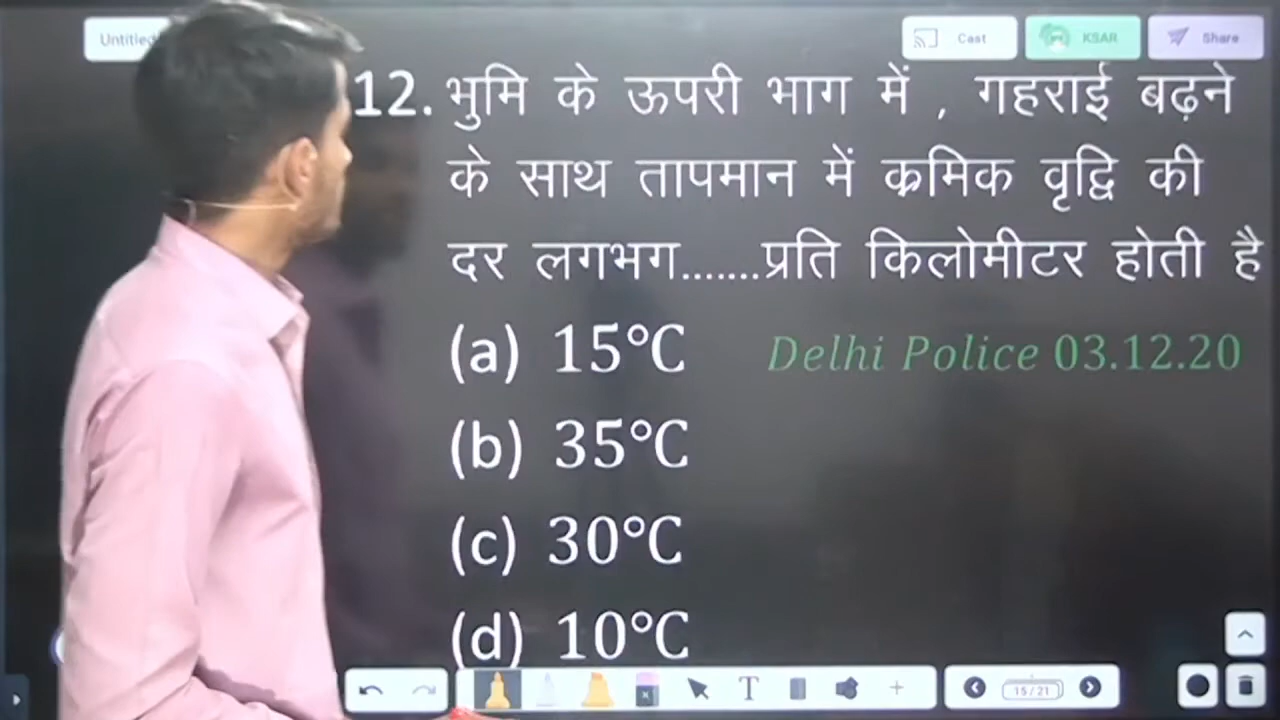 Untitled
Cast
KSAR
Share
12. भुमि के ऊपरी भाग में , गहराई बढ़ने
के साथ तापमान में क्रमिक वृद्वि की
दर लगभग.......प्रति किलोमीटर होती है
(a) 15°C
Delhi Police 03.12.20
(b) 35°C
(c) 30°C
(d) 10°C
T
15 / 21